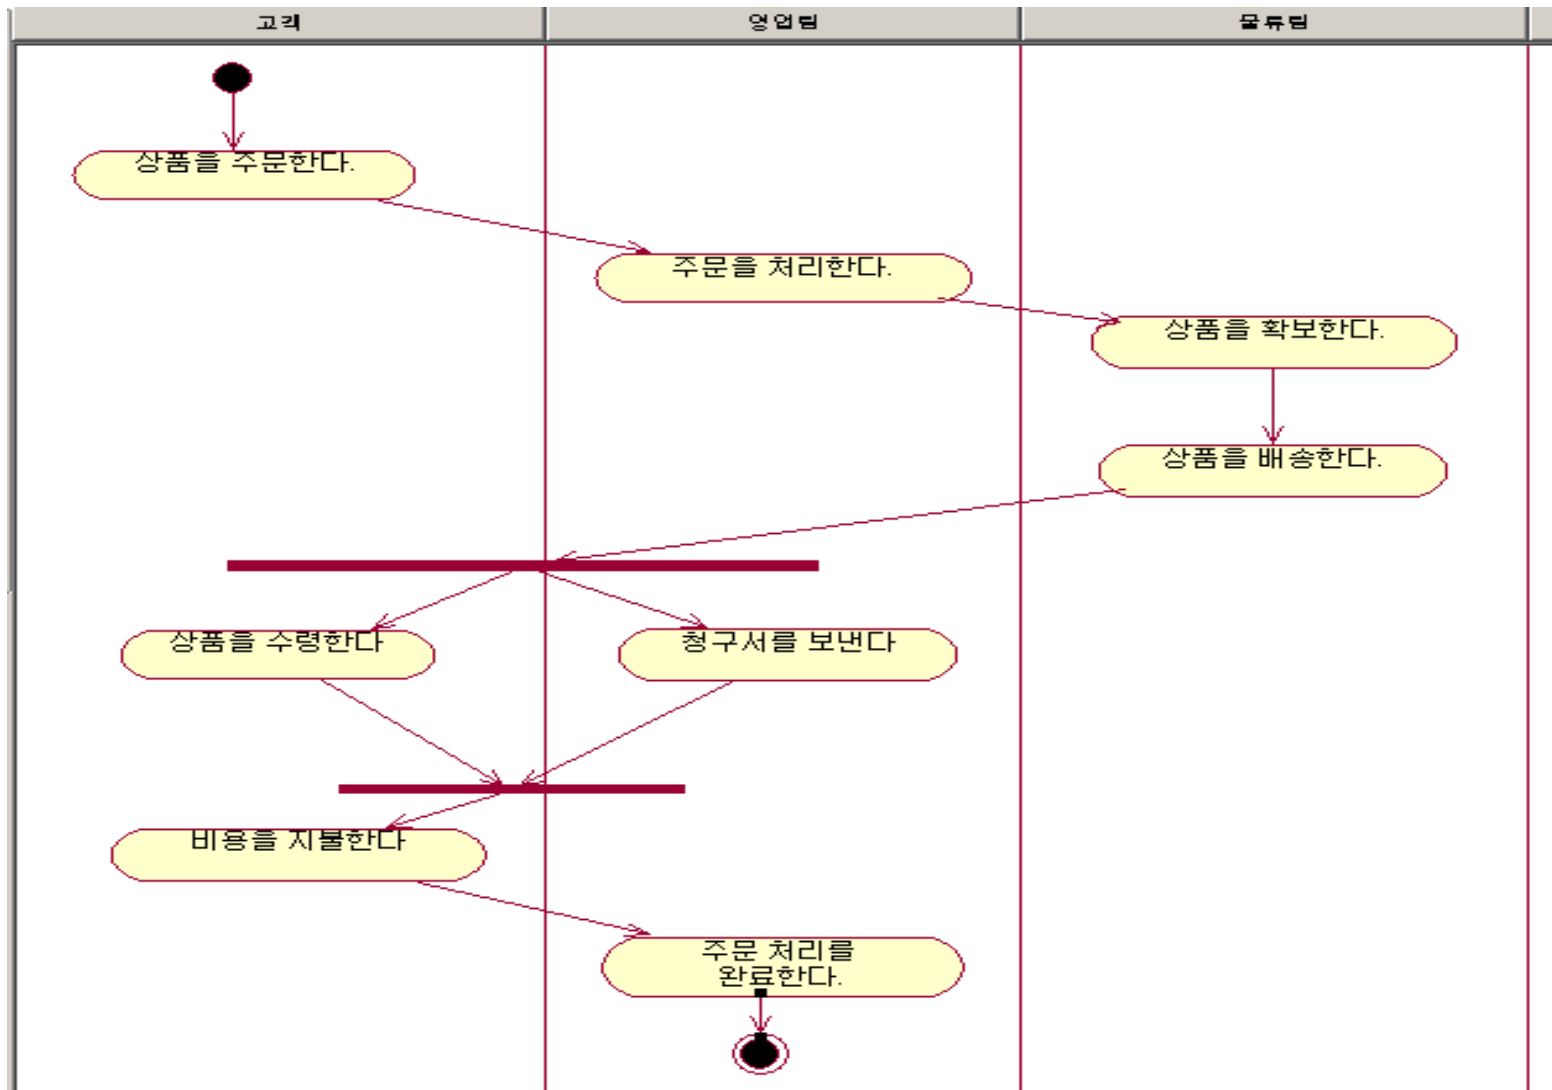 고객
영업팀
물류팀
상품을 주문한다.
주문을 처리한다.
상품을 확보한다.
상품을 배송한다.
상품을 수령한다
청구서를 보낸다
비용을 지불한다
주문 처리를
완료한다.